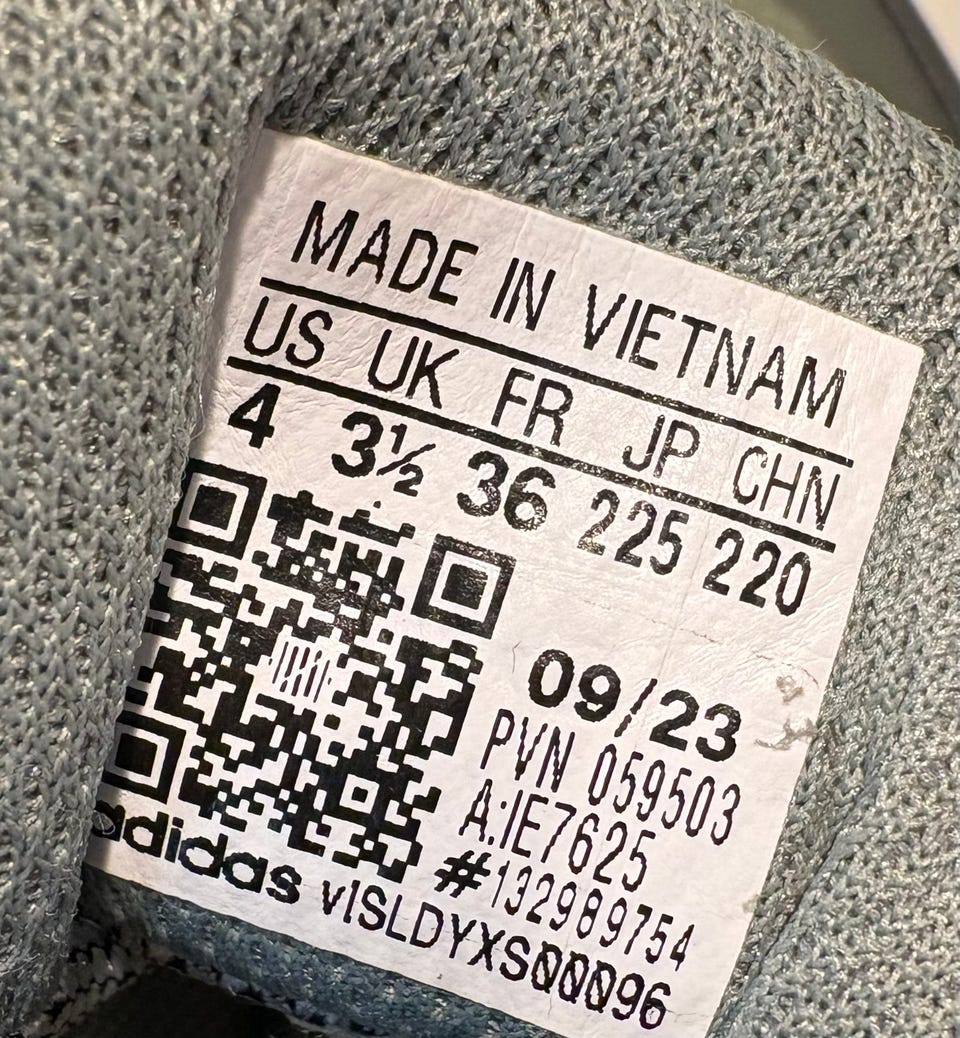 MADE IN VIETNAM
US UK FR JP CHN
4 3½ 36 225 220
09/23
PVN 059503
A:IE7625
#132989754
adidas vlSLDYXS00096